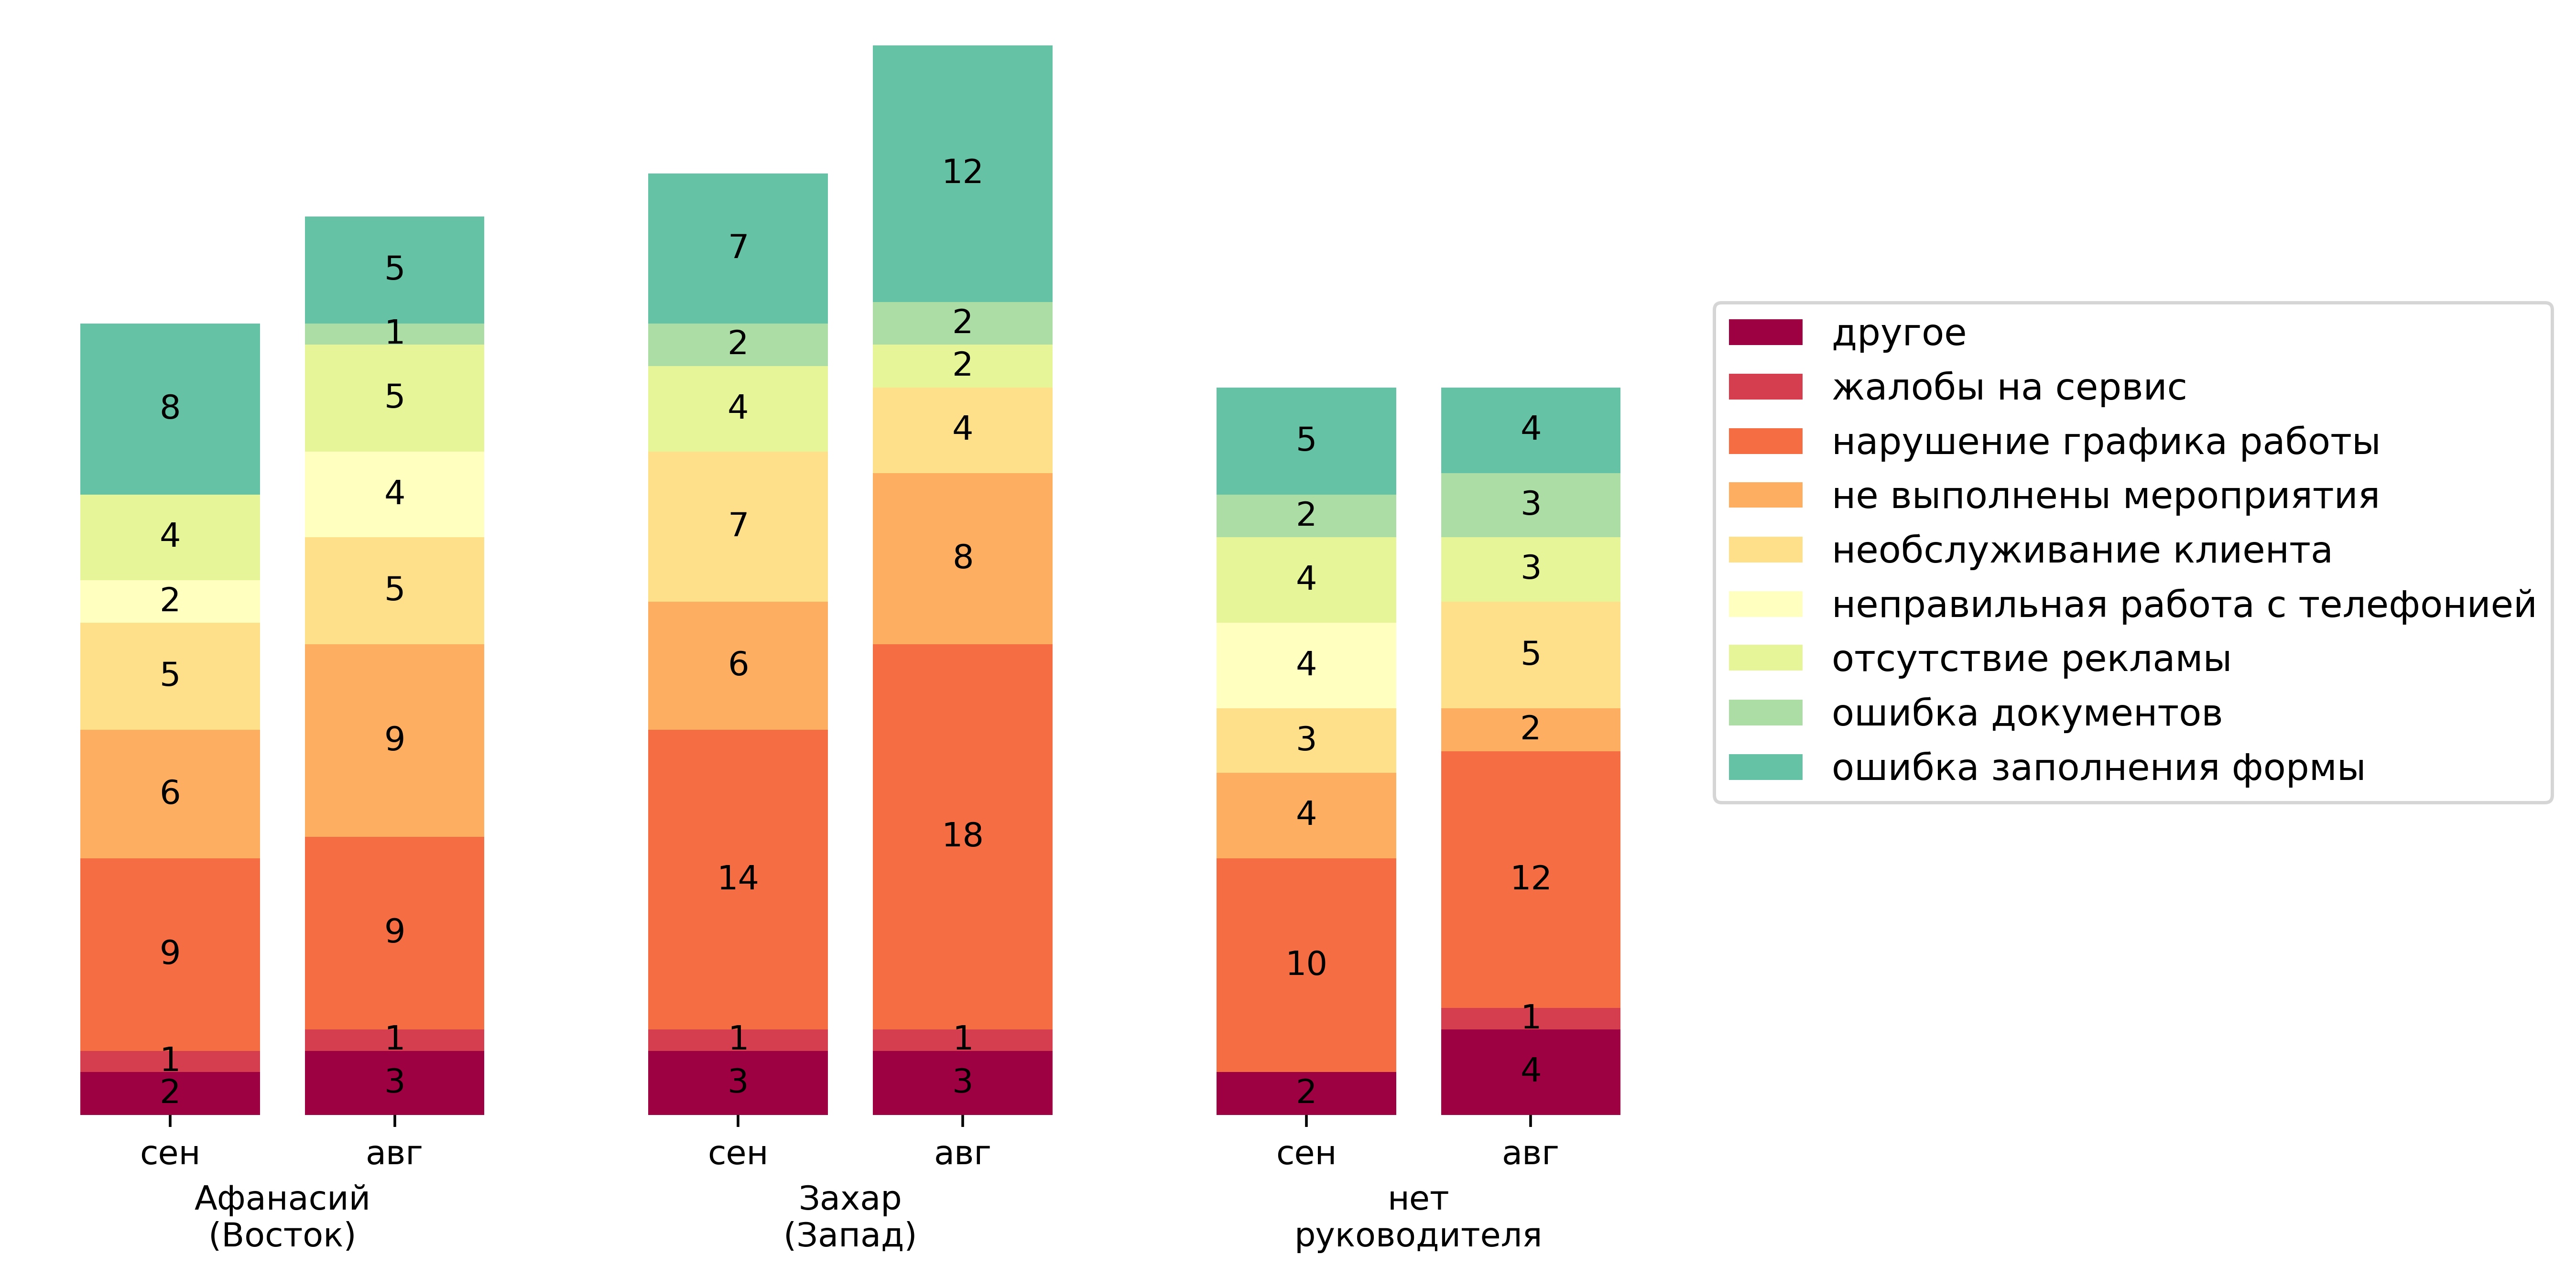 12
7
5
2
1
2
8
4
5
2
12
4
5
4
4
7
2
3
4
4
8
4
3
2
5
6
4
5
5
9
3
2
6
18
4
14
12
9
9
10
1
1
1
1
1
2
3
3
3
2
4
сен
авг
сен
авг
сен
авг
Афанасий
(Восток)
Захар
(Запад)
нет
руководителя
другое
жалобы на сервис
нарушение графика работы
не выполнены мероприятия
необслуживание клиента
неправильная работа с телефонией
отсутствие рекламы
ошибка документов
ошибка заполнения формы